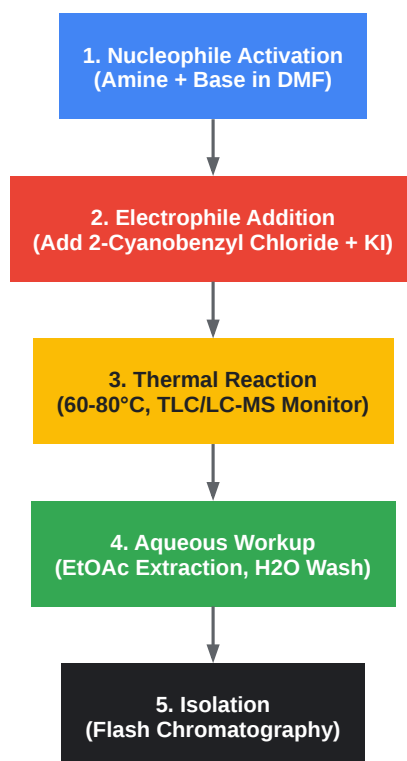 1. Nucleophile Activation
(Amine + Base in DMF)
2. Electrophile Addition
(Add 2-Cyanobenzyl Chloride + KI)
3. Thermal Reaction
(60-80°C, TLC/LC-MS Monitor)
4. Aqueous Workup
(EtOAc Extraction, H2O Wash)
5. Isolation
(Flash Chromatography)